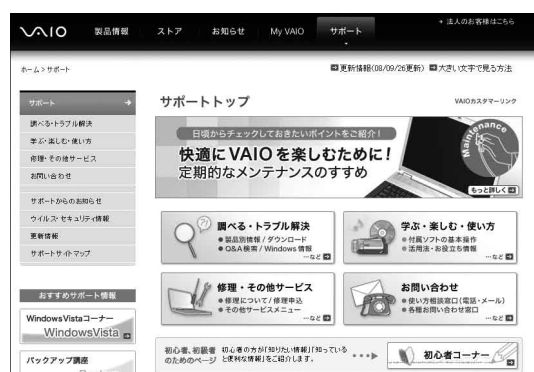 法人のお客様はこちら
VAIO 製品情報 ストア お知らせ My VAIO サポート
ホーム>サポート
更新情報(08/09/26更新) 大きい文字で見る方法
サポート
調べる・トラブル解決
学ぶ・楽しむ・使い方
修理・その他サービス
お問い合わせ
サポートからのお知らせ
ウイルス・セキュリティ情報
更新情報
サポートサイトマップ
おすすめサポート情報
Windows Vistaコーナー
WindowsVista
バックアップ講座
サポートトップ
VAIOカスタマーリンク
日頃からチェックしておきたいポイントをご紹介!
快適にVAIOを楽しむために!
定期的なメンテナンスのすすめ
Maintenance
もっと詳しく
調べる・トラブル解決
製品別情報/ダウンロード
Q&A検索/Windows 情報
…など
学ぶ・楽しむ・使い方
付属ソフトの基本操作
活用法・お役立ち情報
…など
修理・その他サービス
修理について/修理申込
その他サービスメニュー
…など
お問い合わせ
使い方相談窓口(電話・メール)
各種お問い合わせ窓口
…など
初心者、初級者
のためのページ
初心者の方が「知りたい情報」「知っている
と便利な情報」をご紹介します。
初心者コーナー